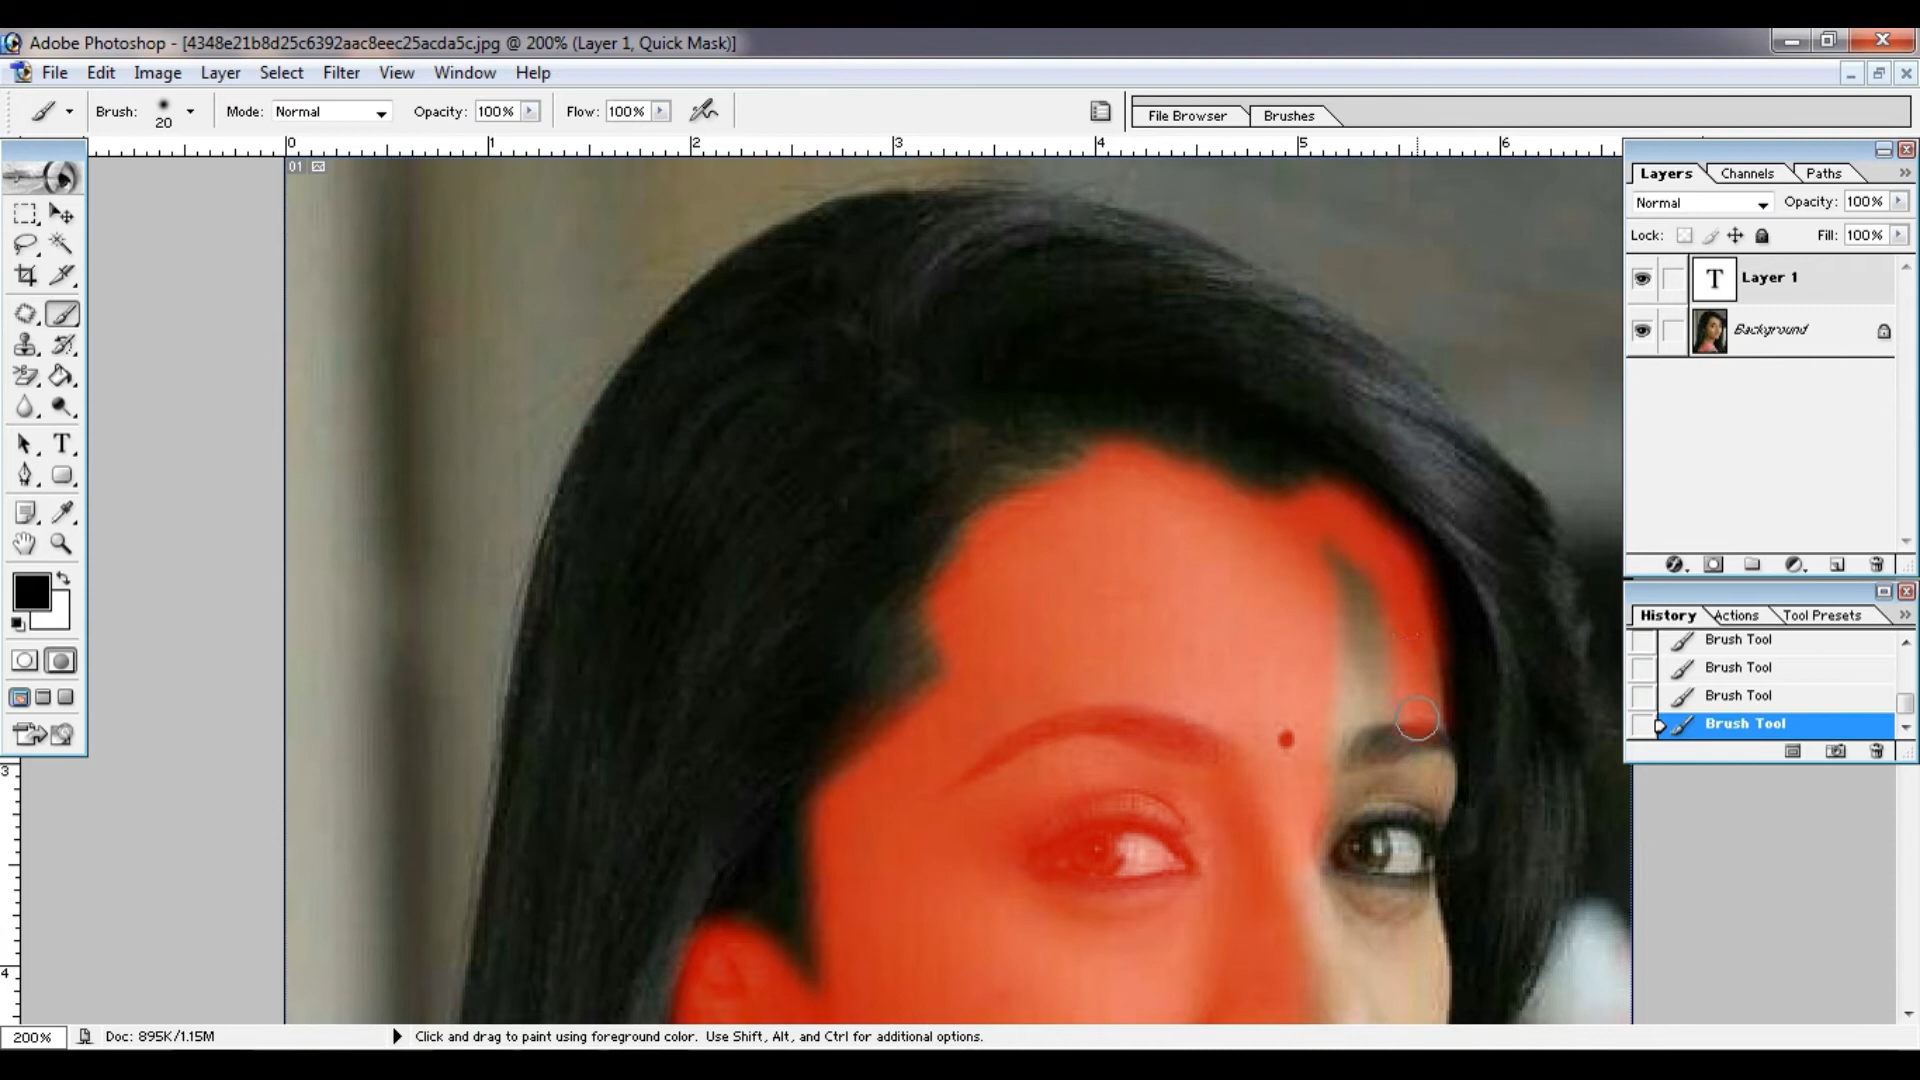 Adobe Photoshop - [4348e21b8d25c6392aac8eec25acda5c.jpg @ 200% (Layer 1, Quick Mask)]
File Edit Image Layer Select Filter View Window Help
Brush: 20 Mode: Normal Opacity: 100% Flow: 100% File Browser Brushes
0 1 2 3 4 5 6
01
Layers Channels Paths
Normal Opacity: 100%
Lock: Fill: 100%
T Layer 1
Background
T
History Actions Tool Presets
Brush Tool
Brush Tool
Brush Tool
Brush Tool
3
4
200% Doc: 895K/1.15M Click and drag to paint using foreground color. Use Shift, Alt, and Ctrl for additional options.